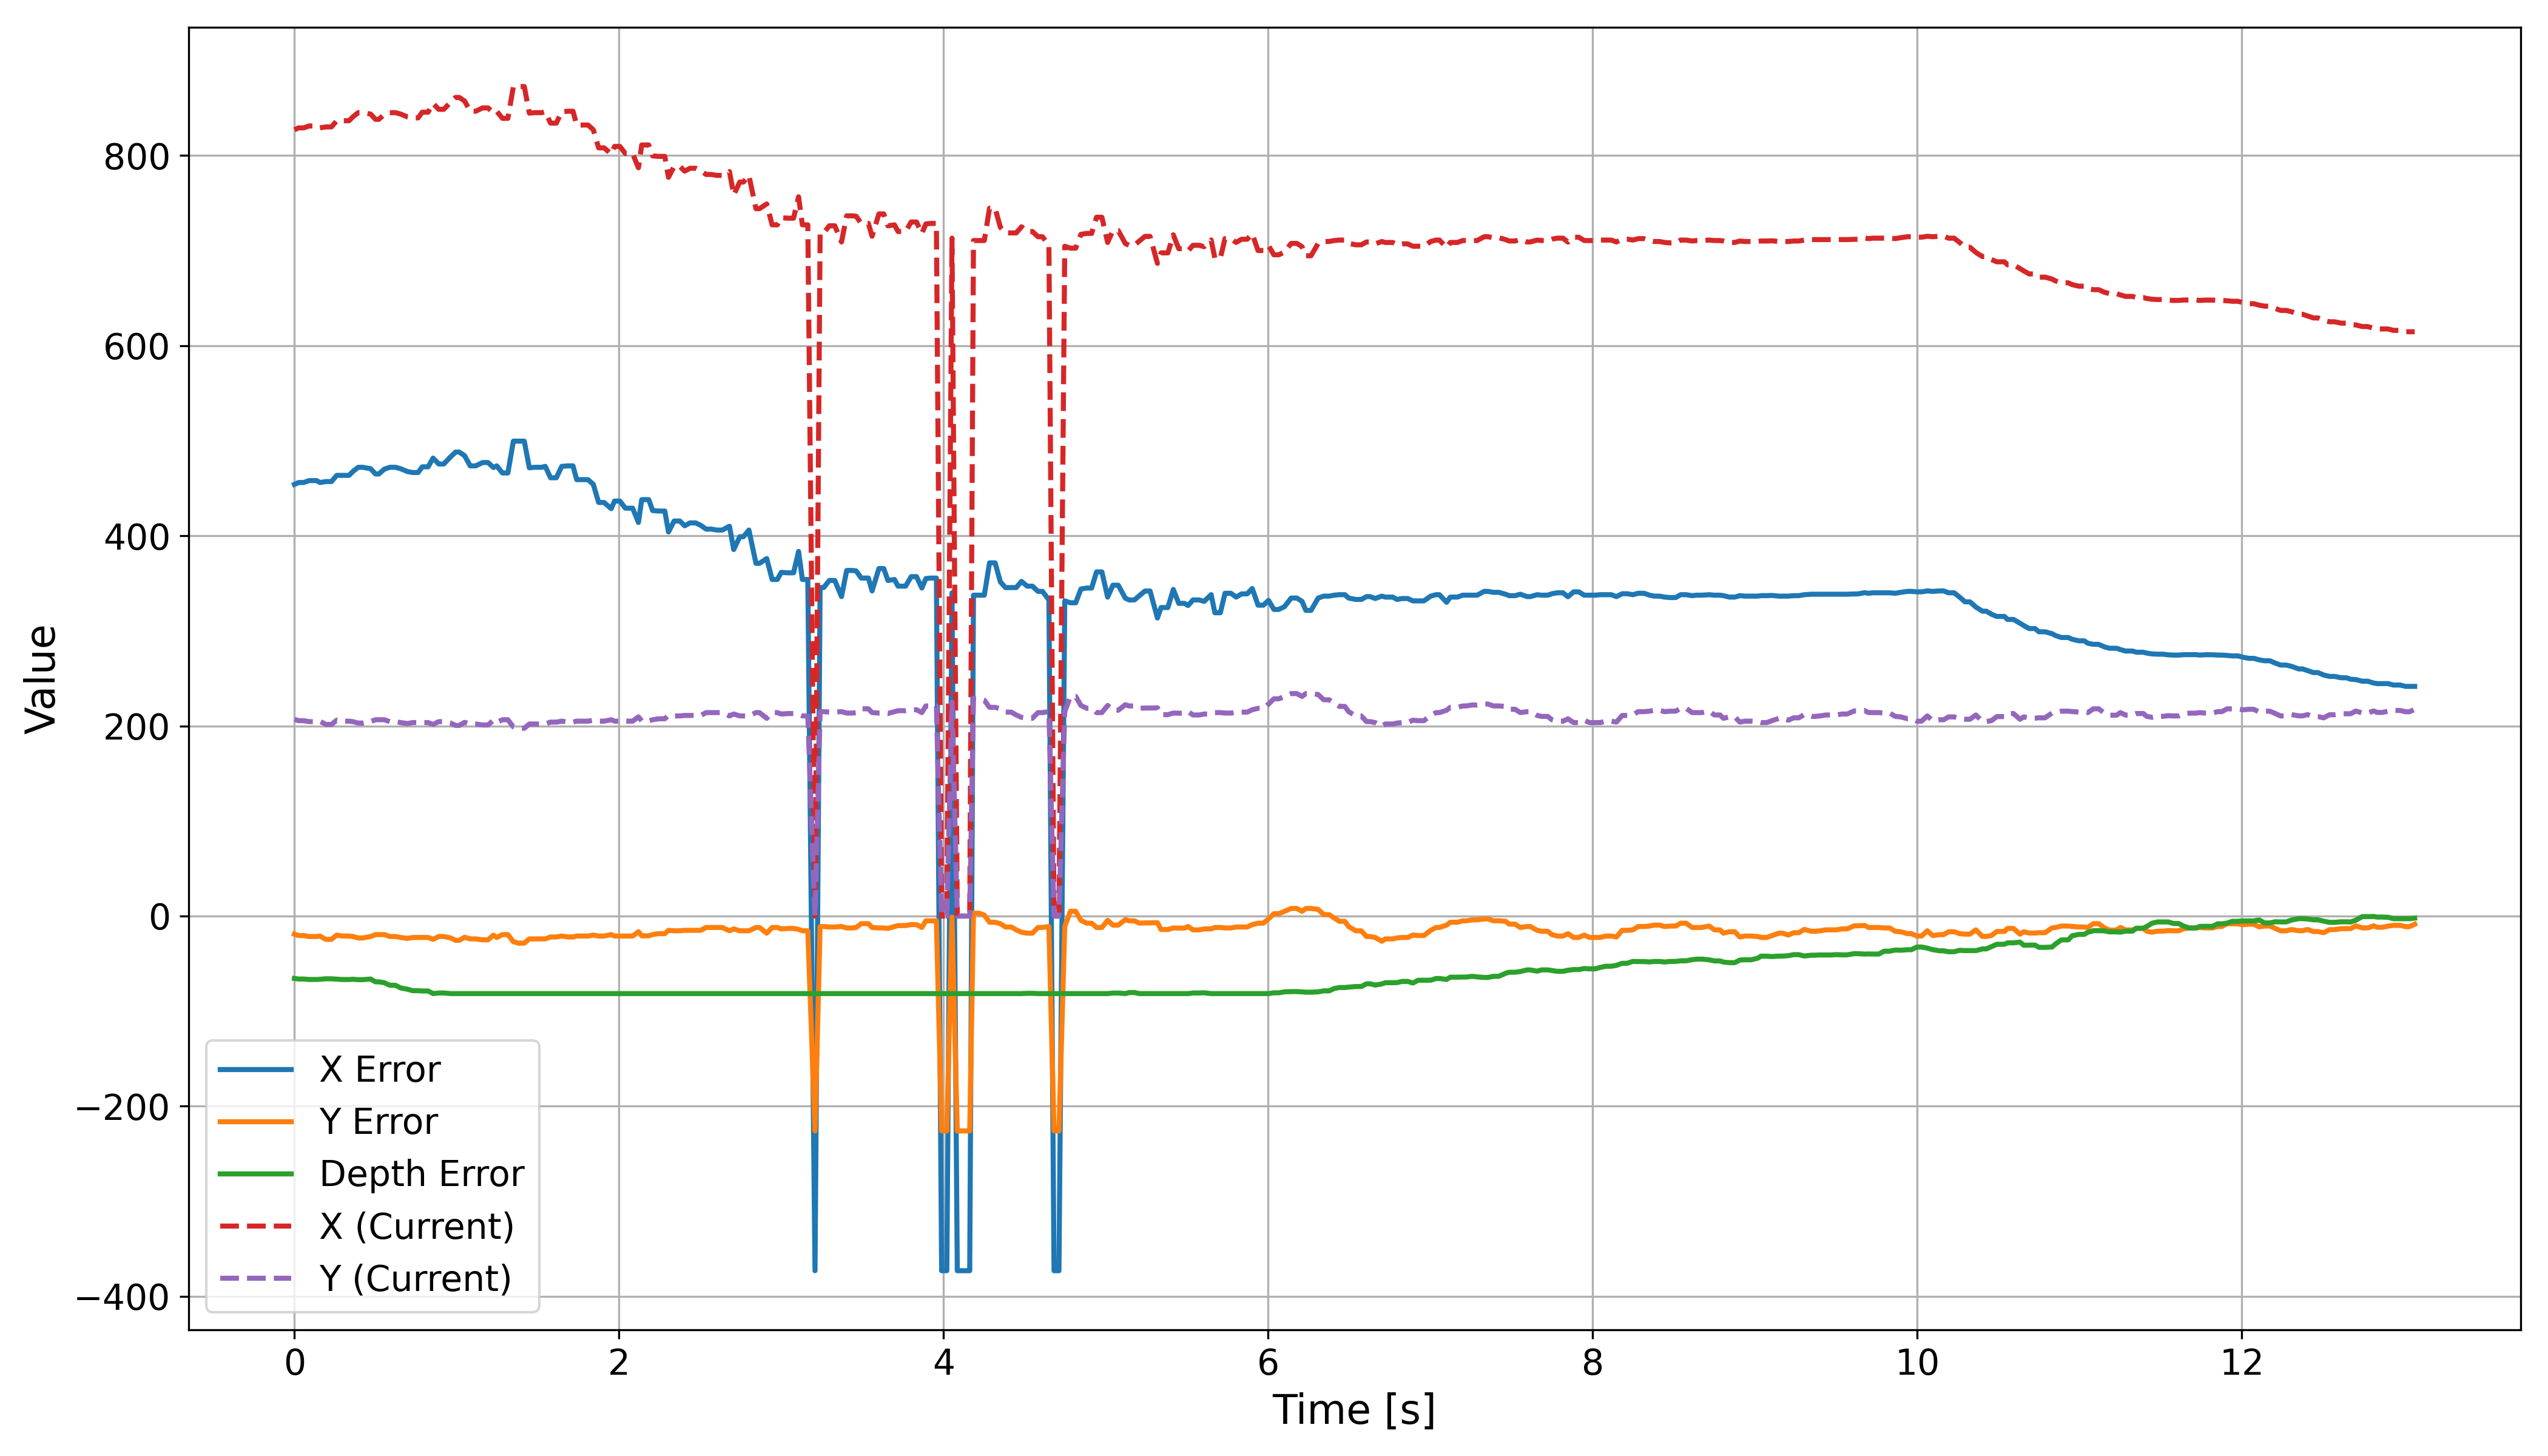 800
600
400
200
0
−200
−400
Value
X Error
Y Error
Depth Error
X (Current)
Y (Current)
0 2 4 6 8 10 12
Time [s]